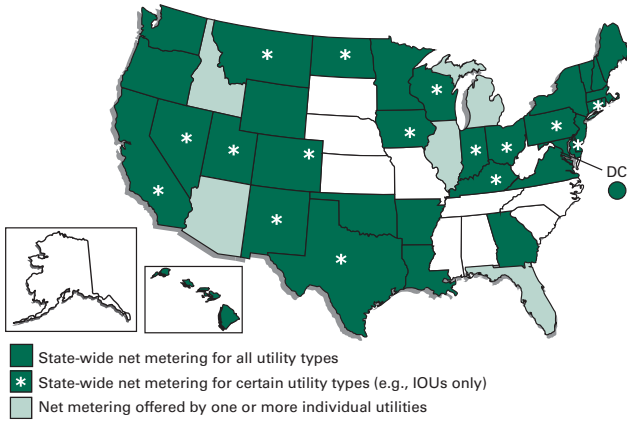 DC
State-wide net metering for all utility types
* State-wide net metering for certain utility types (e.g., IOUs only)
Net metering offered by one or more individual utilities